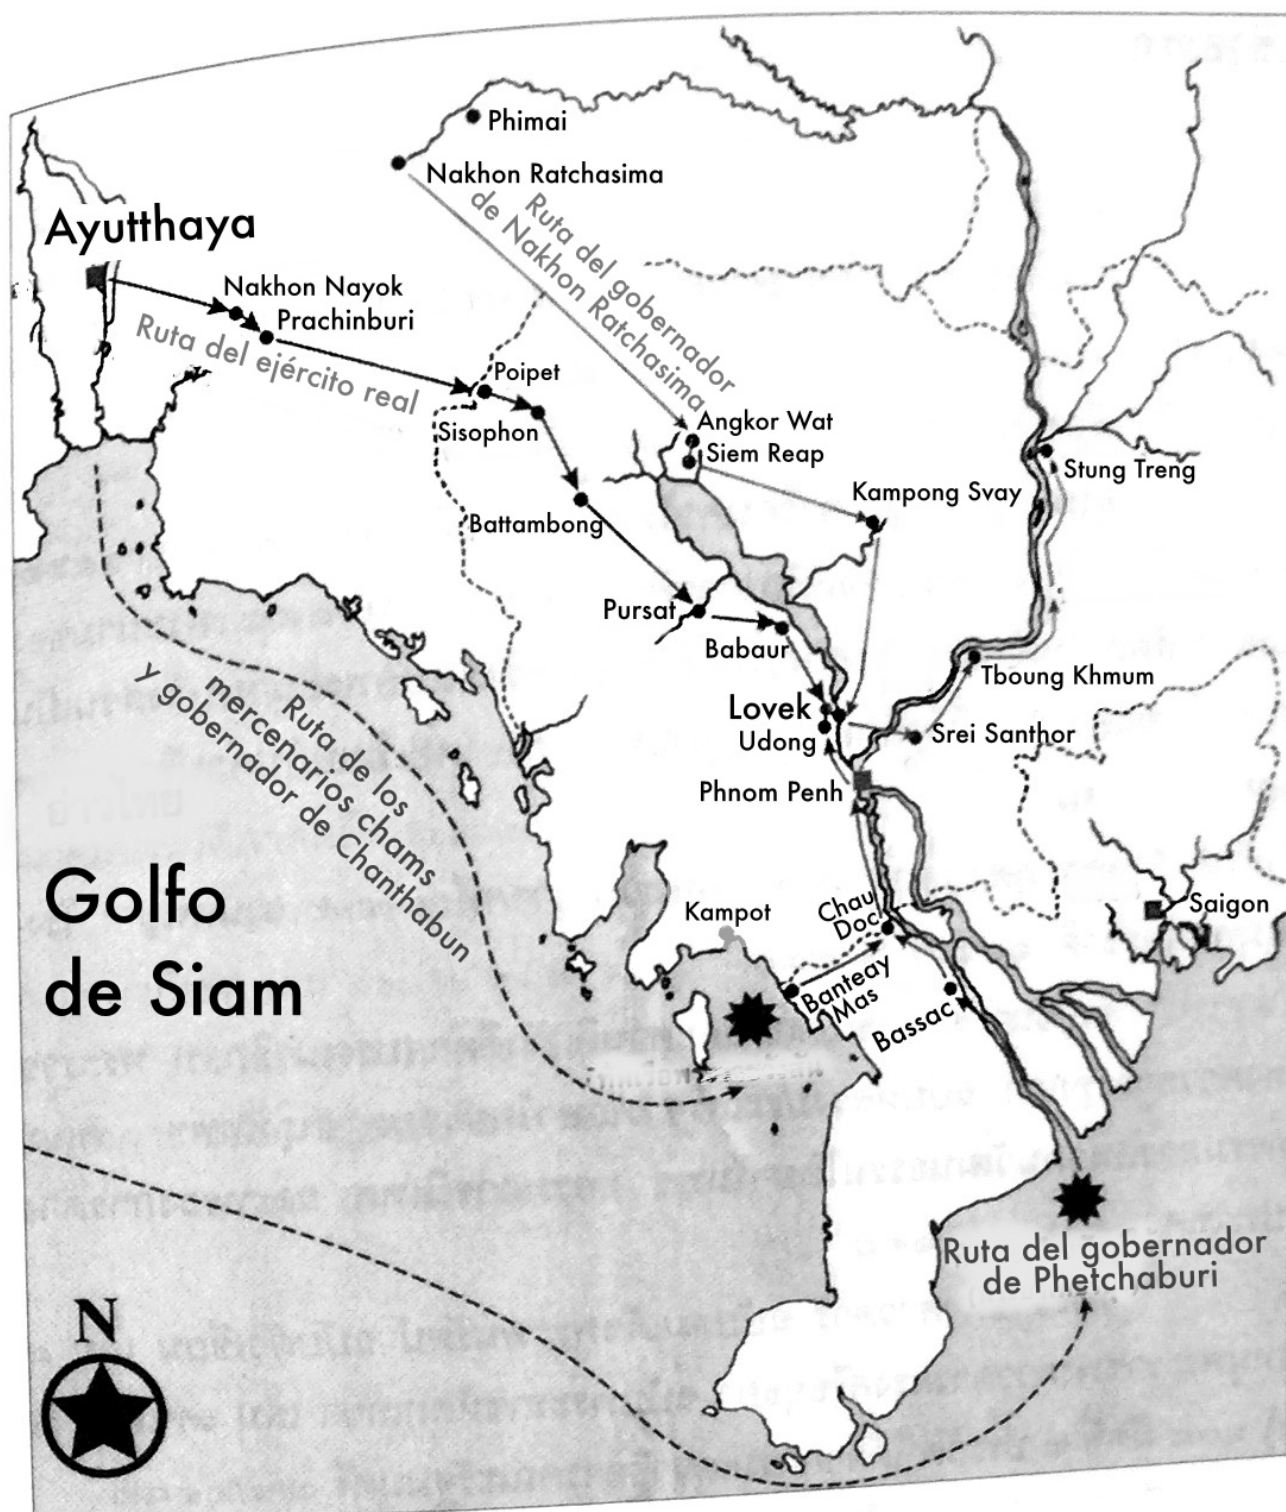 Phimai
Nakhon Ratchasima
Ruta del gobernador
de Nakhon Ratchasima
Ayutthaya
Nakhon Nayok
Prachinburi
Ruta del ejército real
Poipet
Sisophon
Angkor Wat
Siem Reap
Stung Treng
Kampong Svay
Battambong
Pursat
Babaur
Tboung Khmum
Lovek
Udong
Srei Santhor
Phnom Penh
Ruta de los
mercenarios chams
y gobernador de Chanthabun
Golfo
de Siam
Kampot
Chau
Doc
Saigon
Banteay
Mas
Bassac
Ruta del gobernador
de Phetchaburi
N